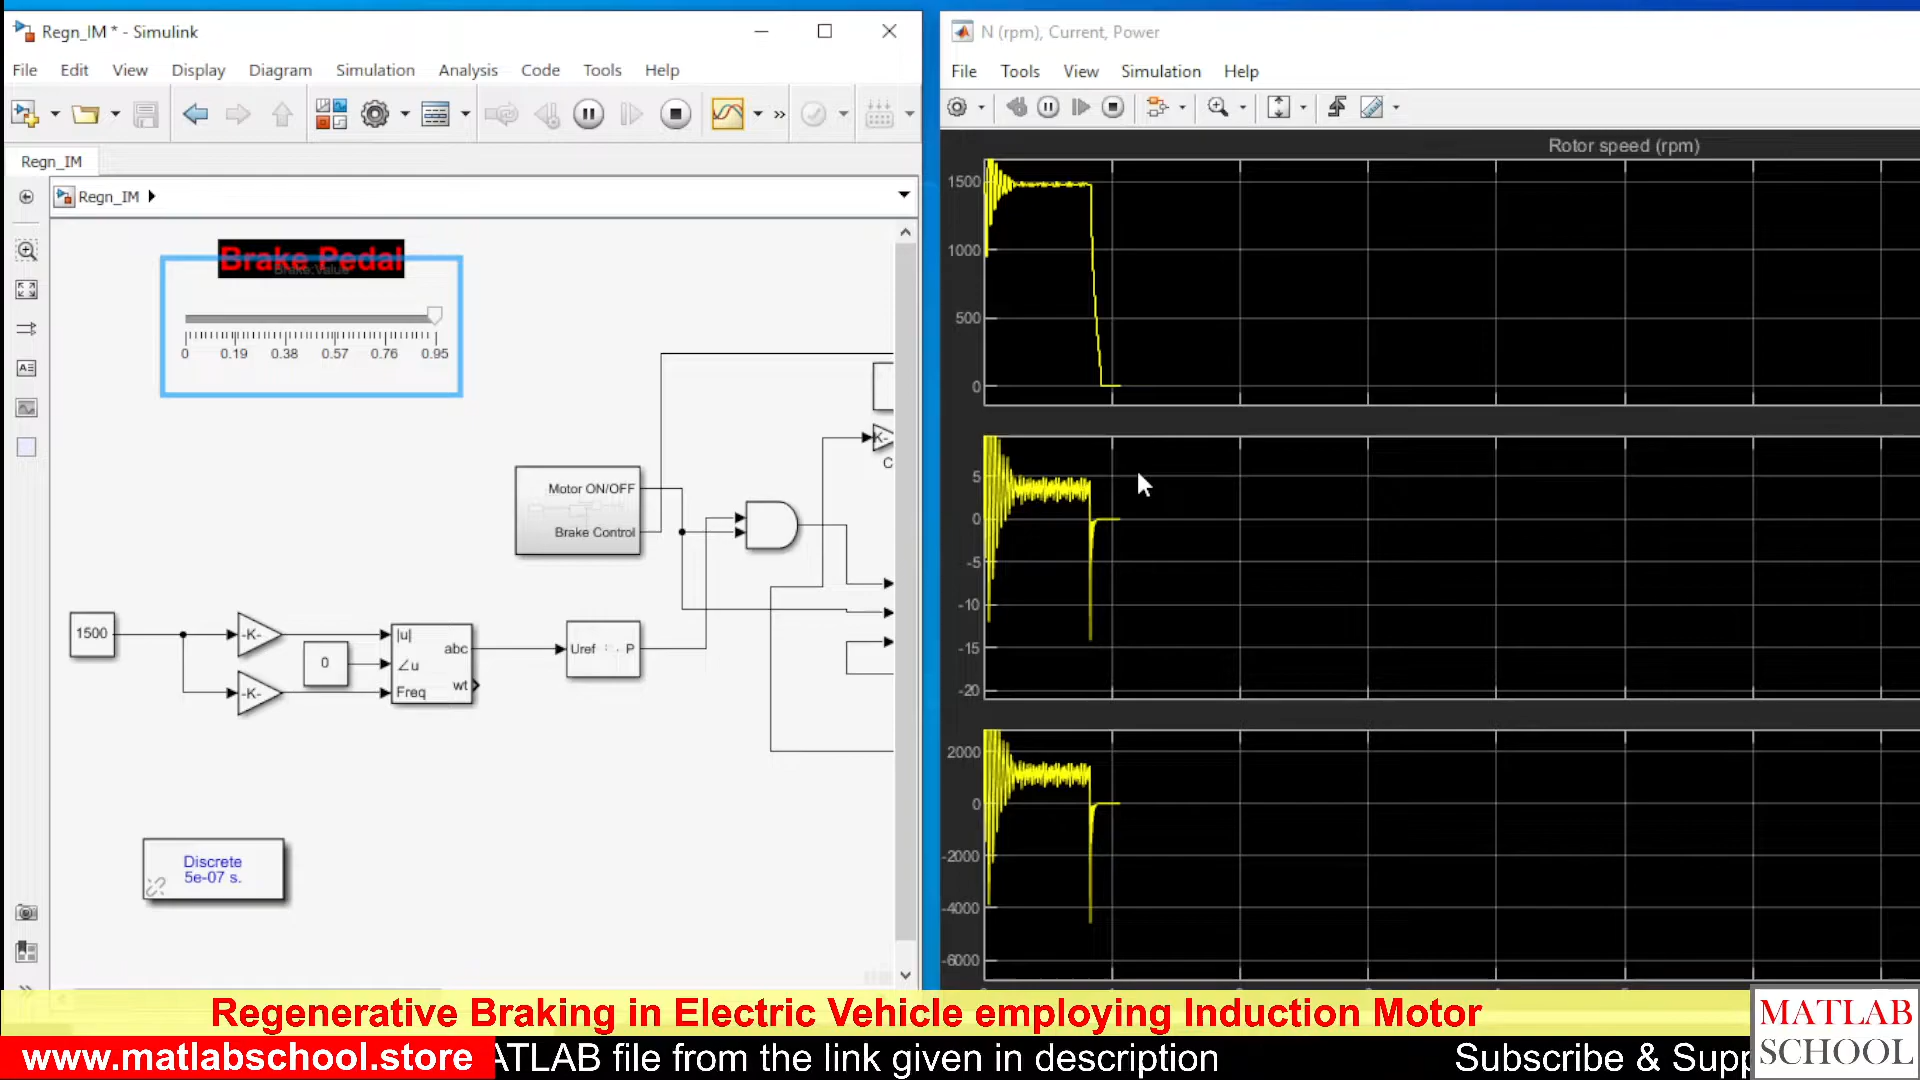 Regn_IM * - Simulink
File Edit View Display Diagram Simulation Analysis Code Tools Help
Regn_IM
Regn_IM
Brake Pedal
Brake:Value
0 0.19 0.38 0.57 0.76 0.95
Motor ON/OFF
Brake Control
K-
C
1500
-K-
-K-
0
|u|
∠u
Freq
abc
wt
Uref P
Discrete
5e-07 s.
N (rpm), Current, Power
File Tools View Simulation Help
Rotor speed (rpm)
1500
1000
500
0
5
0
-5
-10
-15
-20
2000
0
-2000
-4000
-6000
Regenerative Braking in Electric Vehicle employing Induction Motor
www.matlabschool.store
ATLAB file from the link given in description
Subscribe & Supp
MATLAB
SCHOOL